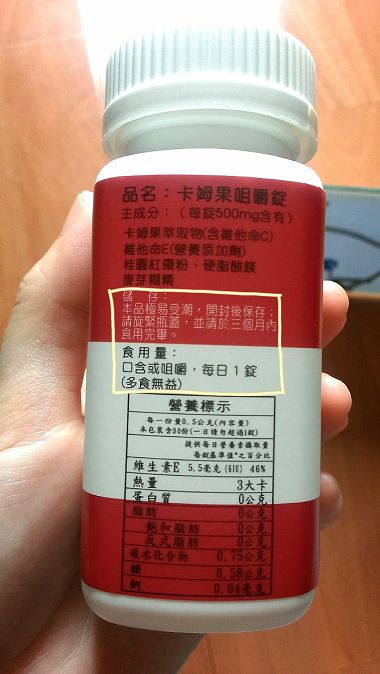 品名：卡姆果咀嚼錠
主成分：（每錠500mg含有）
卡姆果萃取物(含維他命C)
維他命E(營養添加劑)
桂圓紅棗粉、硬脂酸鎂
麥芽糊精
儲　存：
本品極易受潮，開封後保存：
請旋緊瓶蓋，並請於三個月內
食用完畢。
食用量：
口含或咀嚼，每日1錠
(多食無益)
營養標示
每一份量0.5公克(內容量)
本包裝含30份(一日請勿超過1錠)
提供每日營養素攝取量
每錠基準值"之百分比
維生素E 5.5毫克(6IU) 46%
熱量 3大卡
蛋白質 0公克
脂肪 0公克
飽和脂肪 0公克
反式脂肪 0公克
碳水化合物 0.75公克
糖 0.58公克
鈉 0.04毫克